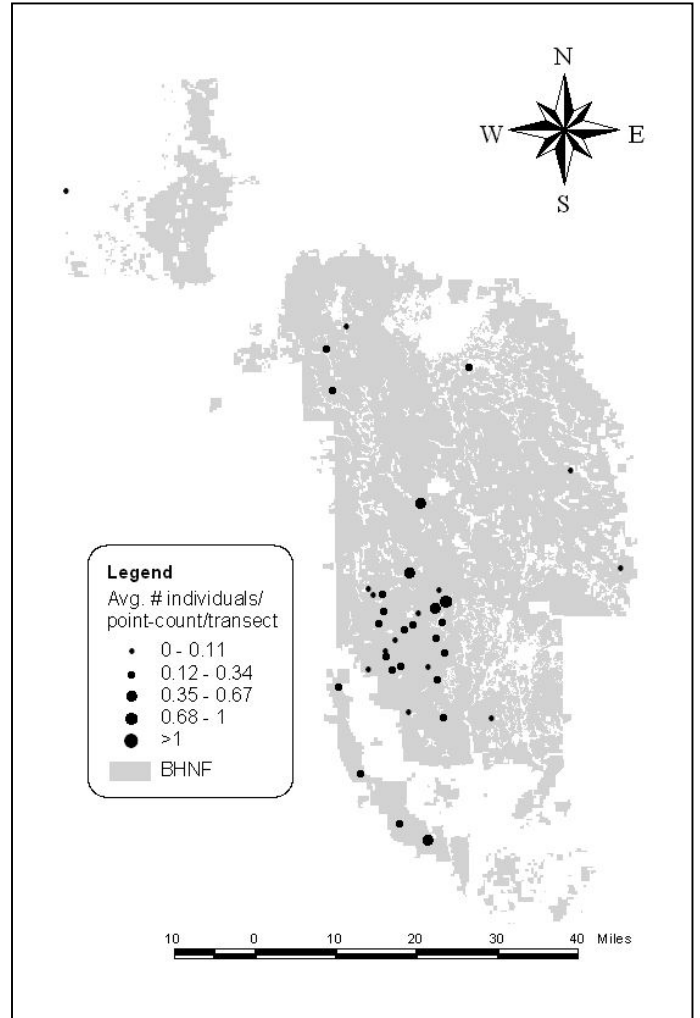 N
W E
S
Legend
Avg. # individuals/
point-count/transect
0 - 0.11
0.12 - 0.34
0.35 - 0.67
0.68 - 1
>1
BHNF
10 0 10 20 30 40 Miles